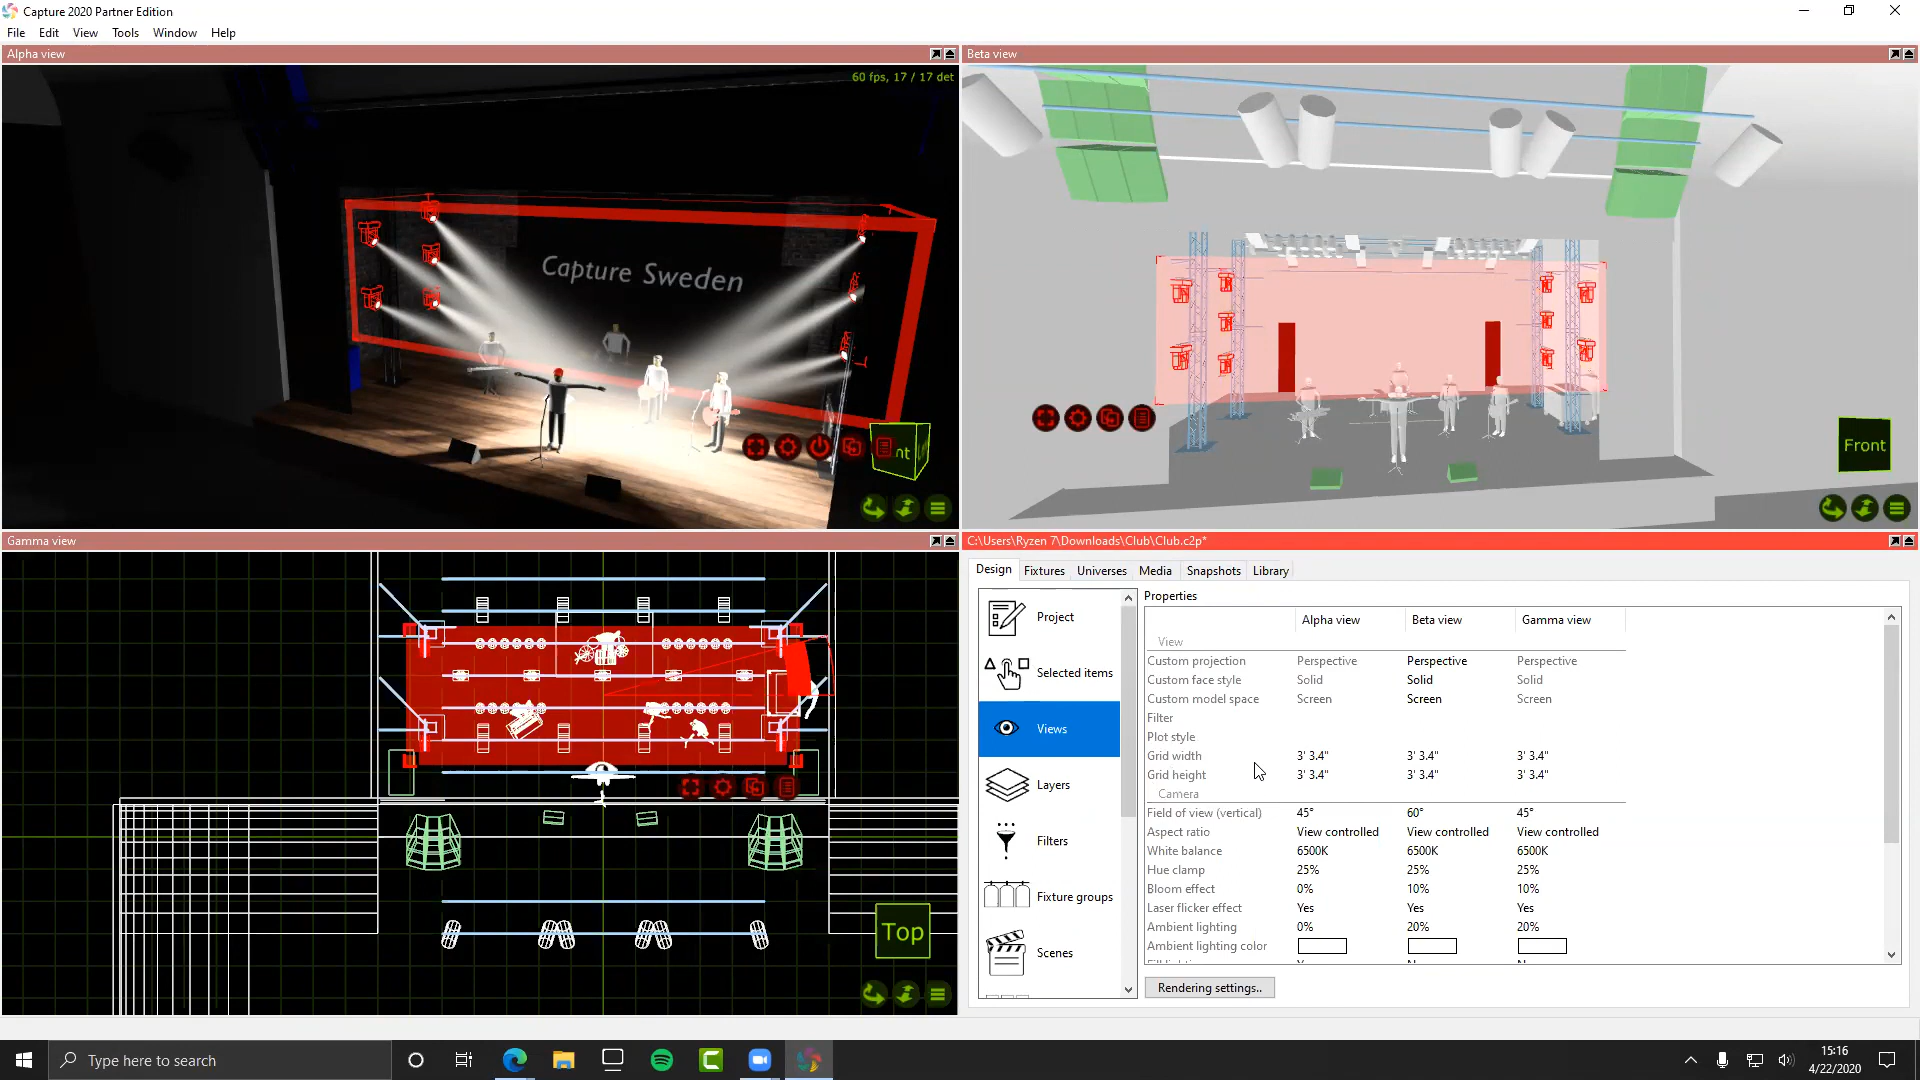 Capture 2020 Partner Edition
File Edit View Tools Window Help
Alpha view
60 fps, 17 / 17 det
Capture Sweden
nt
Beta view
Front
Gamma view
Top
C:\Users\Ryzen 7\Downloads\Club\Club.c2p*
Design Fixtures Universes Media Snapshots Library
Project
Selected items
Views
Layers
Filters
Fixture groups
Scenes
Properties
Alpha view Beta view Gamma view
View
Custom projection Perspective Perspective Perspective
Custom face style Solid Solid Solid
Custom model space Screen Screen Screen
Filter
Plot style
Grid width 3' 3.4" 3' 3.4" 3' 3.4"
Grid height 3' 3.4" 3' 3.4" 3' 3.4"
Camera
Field of view (vertical) 45° 60° 45°
Aspect ratio View controlled View controlled View controlled
White balance 6500K 6500K 6500K
Hue clamp 25% 25% 25%
Bloom effect 0% 10% 10%
Laser flicker effect Yes Yes Yes
Ambient lighting 0% 20% 20%
Ambient lighting color
Rendering settings..
Type here to search
15:16
4/22/2020